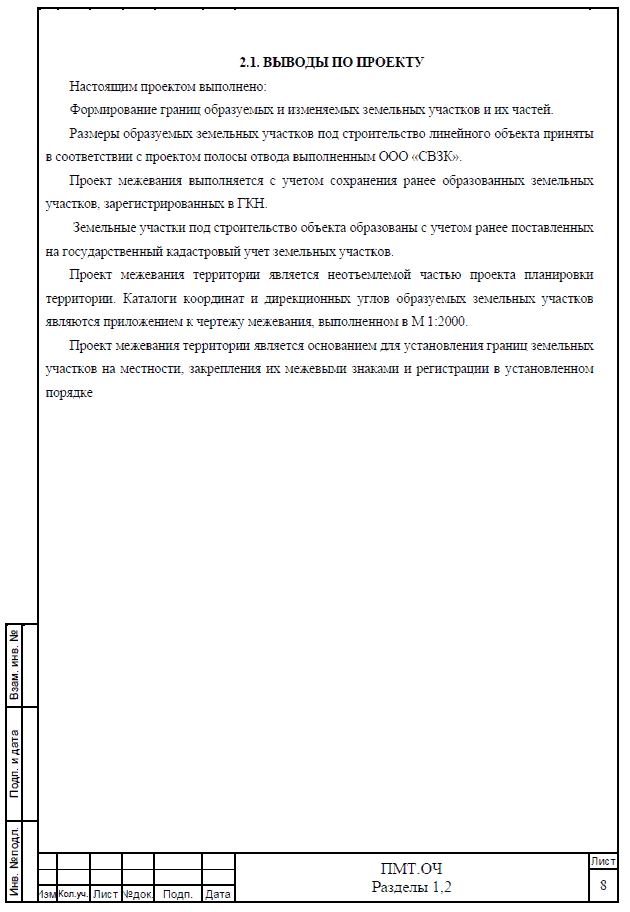 2.1. ВЫВОДЫ ПО ПРОЕКТУ
Настоящим проектом выполнено:
Формирование границ образуемых и изменяемых земельных участков и их частей.
Размеры образуемых земельных участков под строительство линейного объекта приняты
в соответствии с проектом полосы отвода выполненным ООО «СВЗК».
Проект межевания выполняется с учетом сохранения ранее образованных земельных
участков, зарегистрированных в ГКН.
Земельные участки под строительство объекта образованы с учетом ранее поставленных
на государственный кадастровый учет земельных участков.
Проект межевания территории является неотъемлемой частью проекта планировки
территории. Каталоги координат и дирекционных углов образуемых земельных участков
являются приложением к чертежу межевания, выполненном в М 1:2000.
Проект межевания территории является основанием для установления границ земельных
участков на местности, закрепления их межевыми знаками и регистрации в установленном
порядке
Взам. инв. №
Подп. и дата
Инв. №подл.
Изм Кол.уч. Лист №док. Подп. Дата
ПМТ.ОЧ
Разделы 1,2
Лист
8